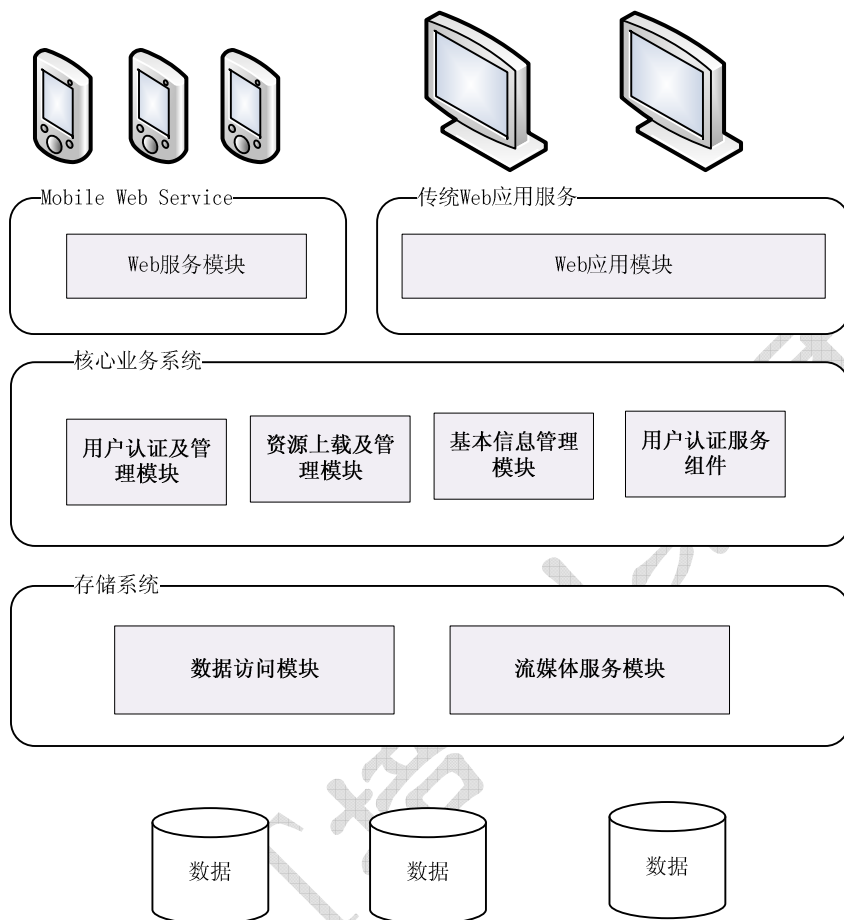 Mobile Web Service
传统Web应用服务
Web服务模块
Web应用模块
核心业务系统
用户认证及管
理模块
资源上载及管
理模块
基本信息管理
模块
用户认证服务
组件
存储系统
数据访问模块
流媒体服务模块
数据
数据
数据